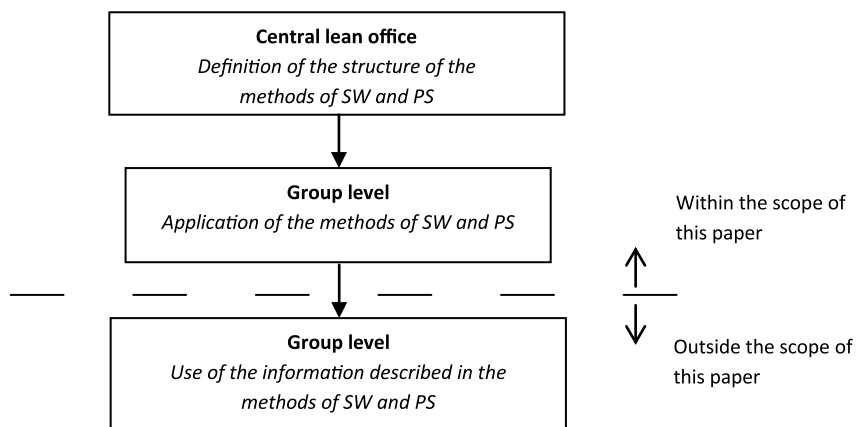 Central lean office
Definition of the structure of the
methods of SW and PS
Group level
Application of the methods of SW and PS
Within the scope of
this paper
Group level
Use of the information described in the
methods of SW and PS
Outside the scope of
this paper